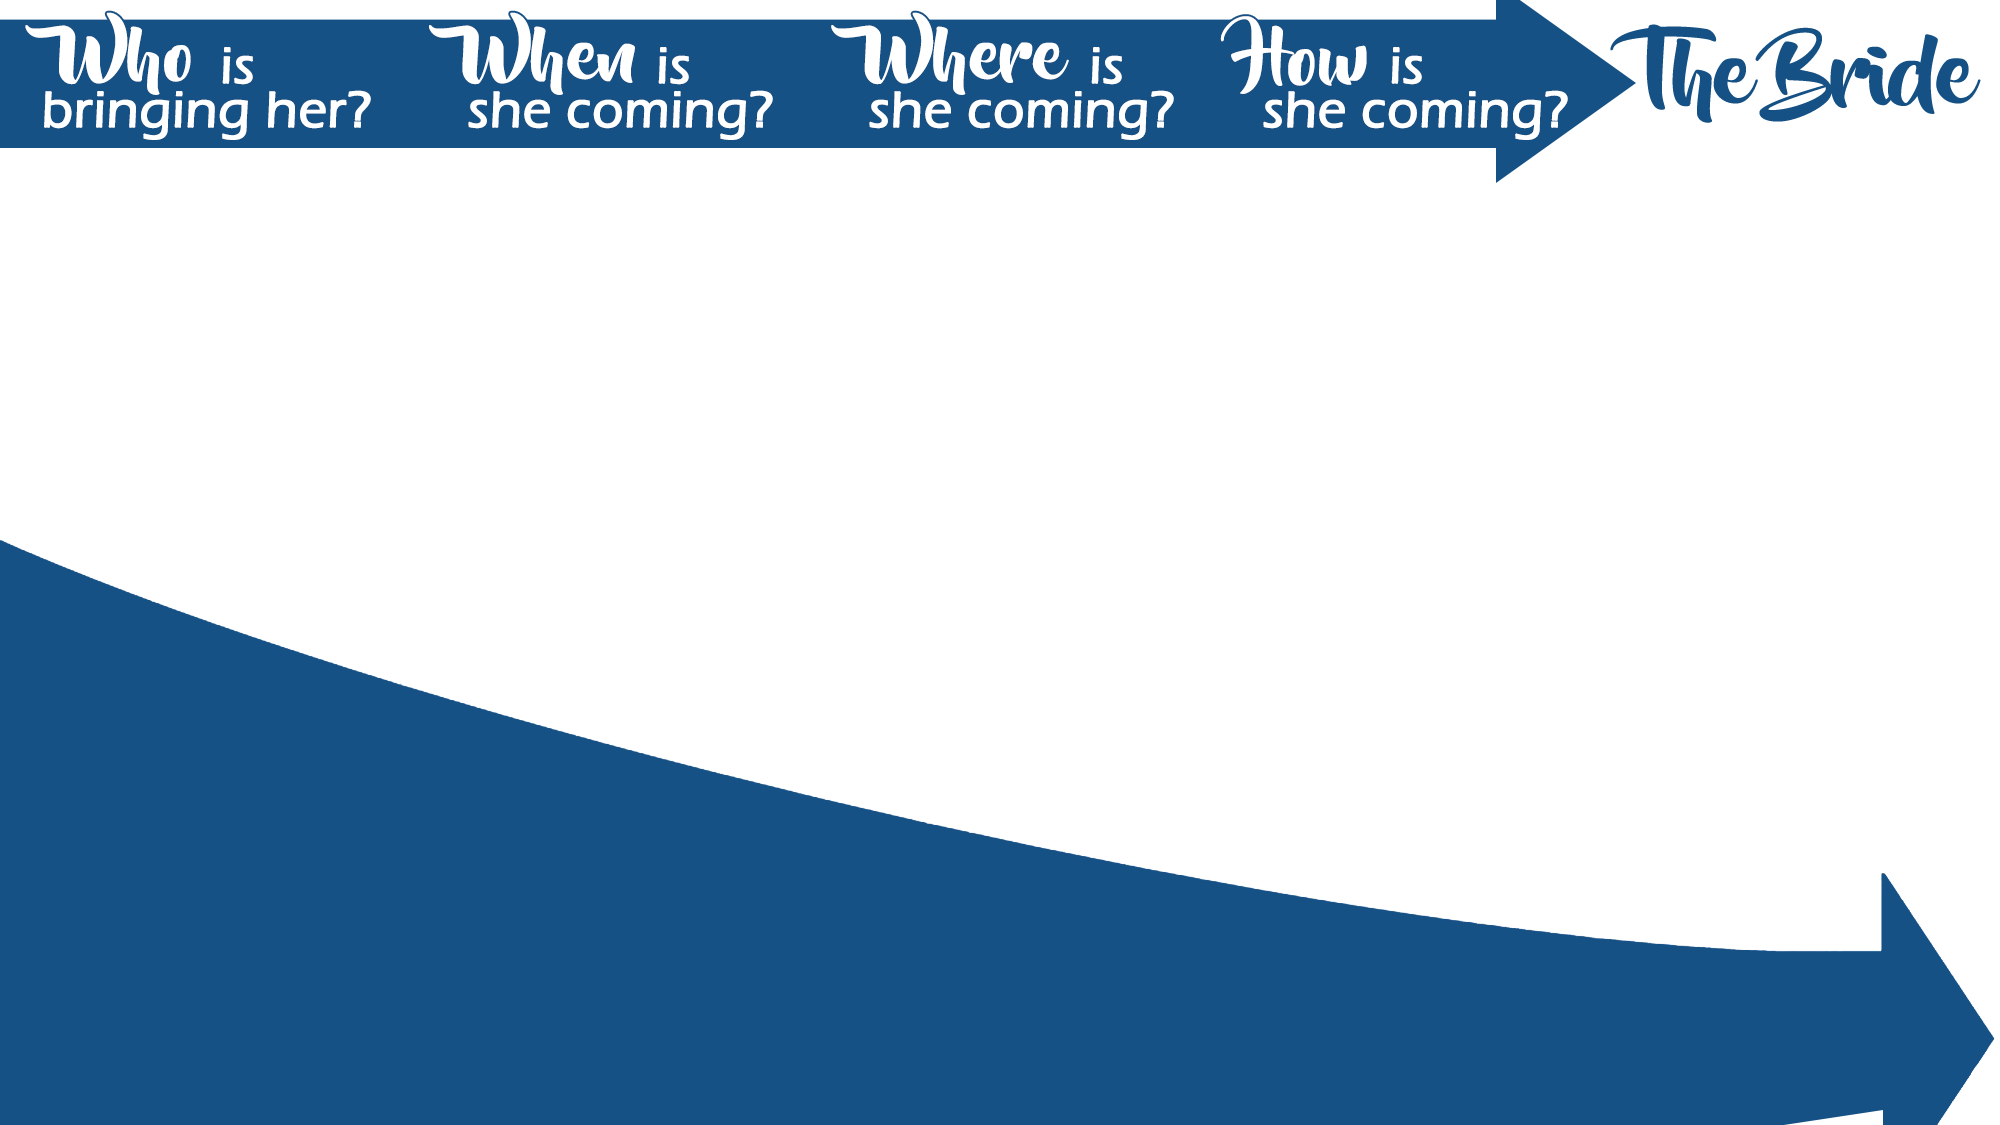 Who is
bringing her?
When is
she coming?
Where is
she coming?
How is
she coming?
The Bride